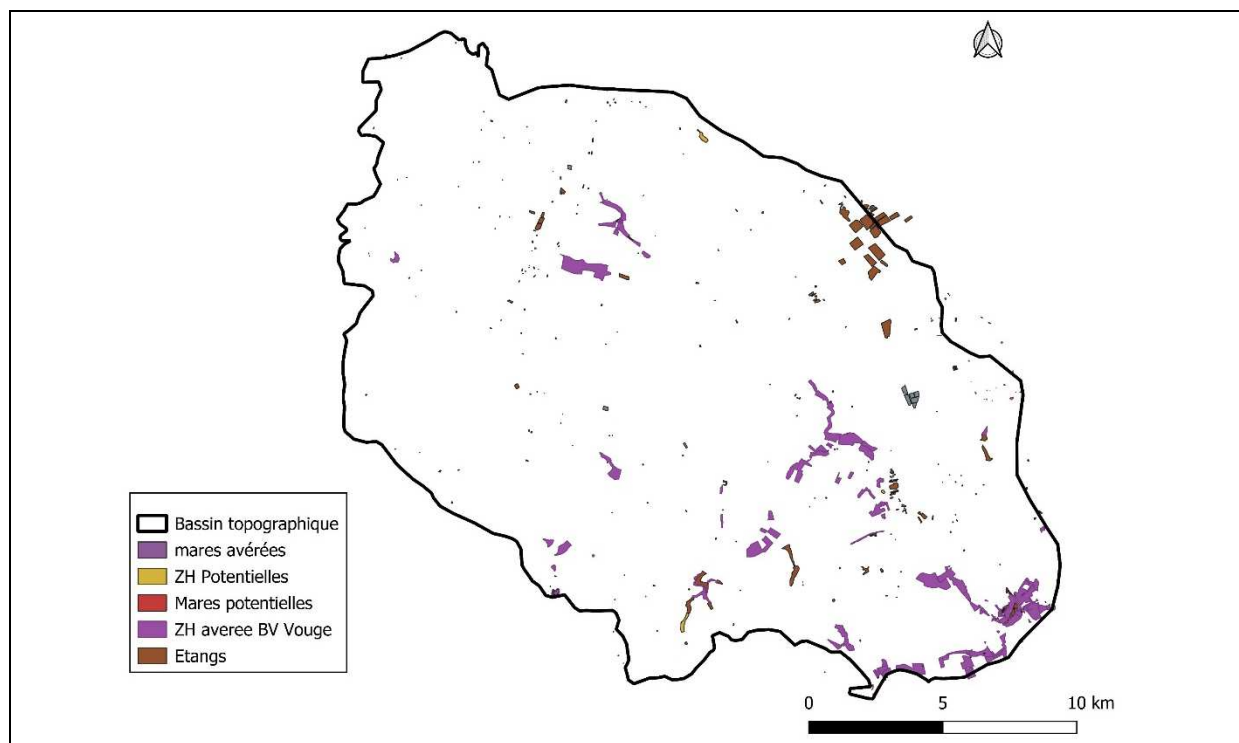 Bassin topographique
mares avérées
ZH Potentielles
Mares potentielles
ZH averee BV Vouge
Etangs
0 5 10 km